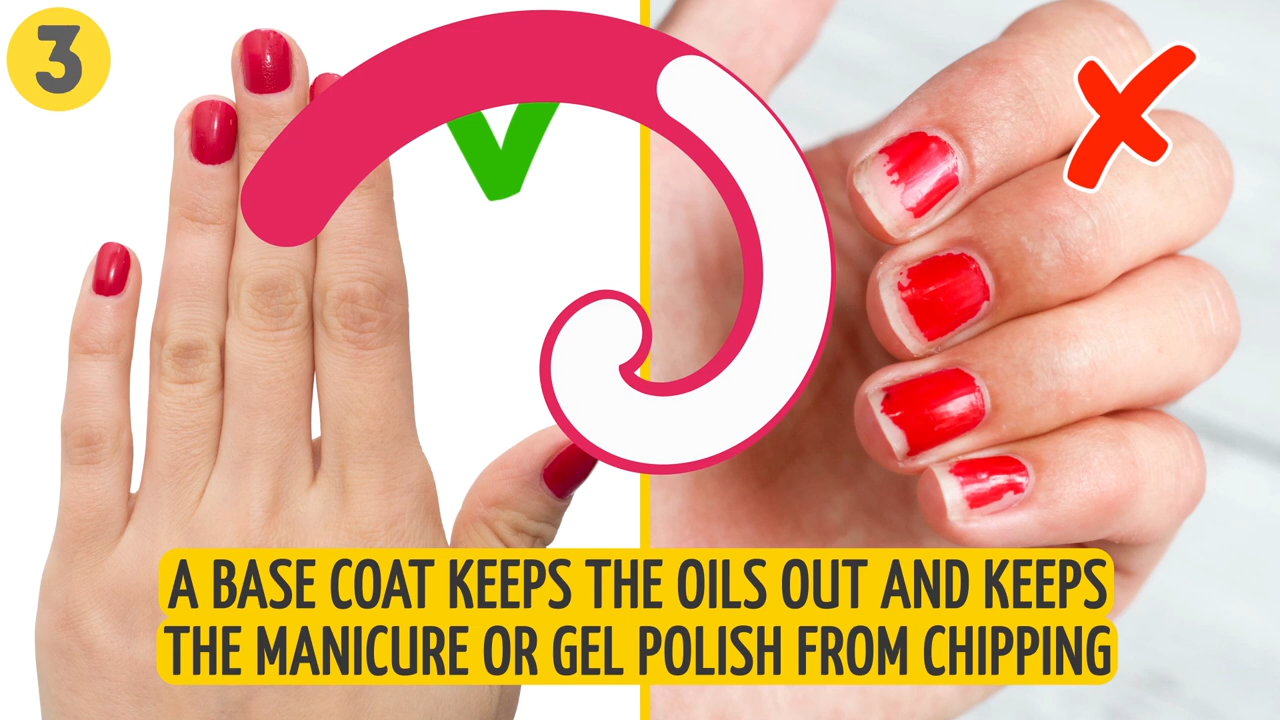 3
A BASE COAT KEEPS THE OILS OUT AND KEEPS
THE MANICURE OR GEL POLISH FROM CHIPPING